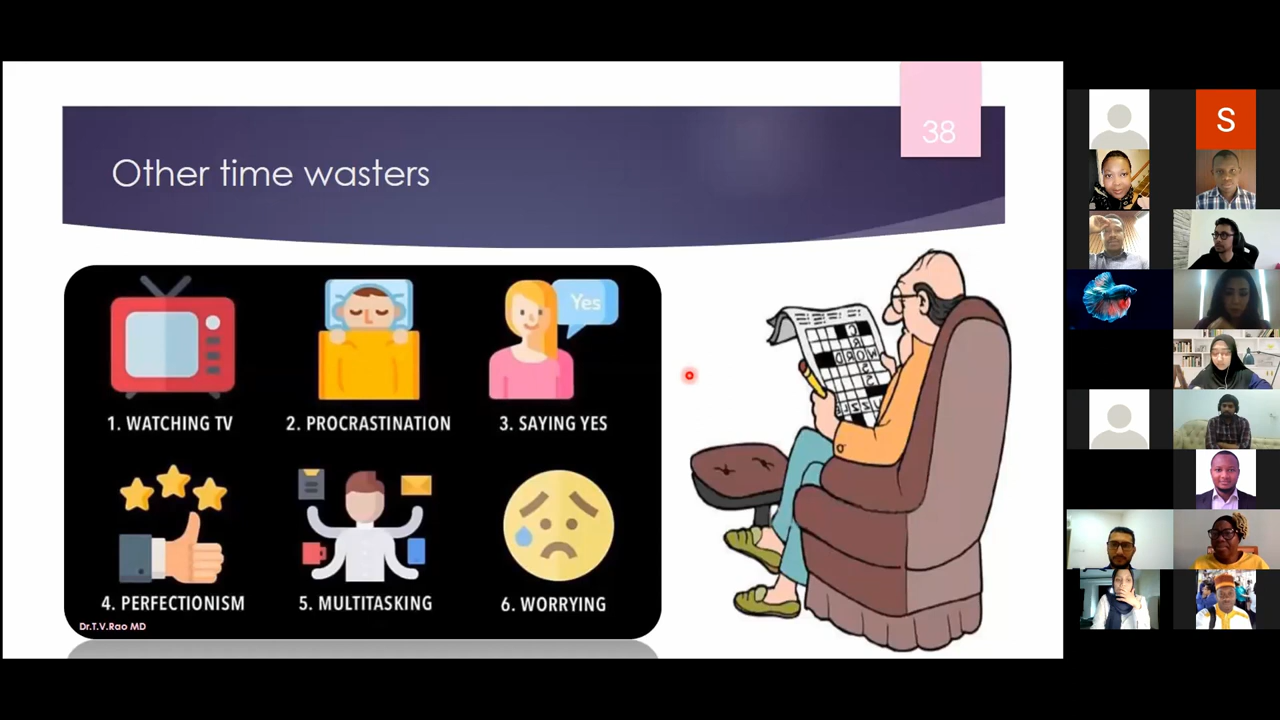 38
S
Other time wasters
Yes
1. WATCHING TV
2. PROCRASTINATION
3. SAYING YES
4. PERFECTIONISM
5. MULTITASKING
6. WORRYING
Dr.T.V.Rao MD